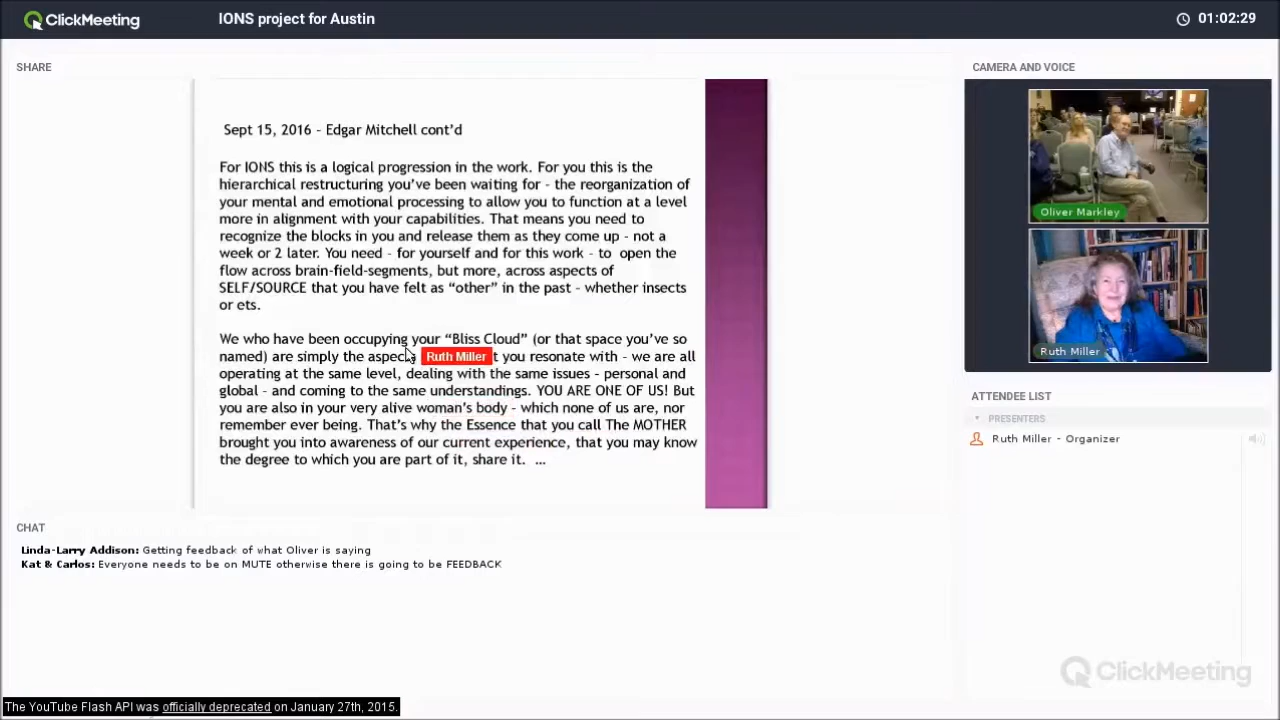 ClickMeeting
IONS project for Austin
01:02:29
SHARE
Sept 15, 2016 - Edgar Mitchell cont'd
For IONS this is a logical progression in the work. For you this is the
hierarchical restructuring you've been waiting for - the reorganization of
your mental and emotional processing to allow you to function at a level
more in alignment with your capabilities. That means you need to
recognize the blocks in you and release them as they come up - not a
week or 2 later. You need - for yourself and for this work - to open the
flow across brain-field-segments, but more, across aspects of
SELF/SOURCE that you have felt as "other" in the past - whether insects
or ets.
We who have been occupying your "Bliss Cloud" (or that space you've so
named) are simply the aspec Ruth Miller t you resonate with - we are all
operating at the same level, dealing with the same issues - personal and
global - and coming to the same understandings. YOU ARE ONE OF US! But
you are also in your very alive woman's body - which none of us are, nor
remember ever being. That's why the Essence that you call The MOTHER
brought you into awareness of our current experience, that you may know
the degree to which you are part of it, share it. ...
CAMERA AND VOICE
Oliver Markley
Ruth Miller
ATTENDEE LIST
PRESENTERS
Ruth Miller - Organizer
CHAT
Linda-Larry Addison: Getting feedback of what Oliver is saying
Kat & Carlos: Everyone needs to be on MUTE otherwise there is going to be FEEDBACK
ClickMeeting
The YouTube Flash API was officially deprecated on January 27th, 2015.